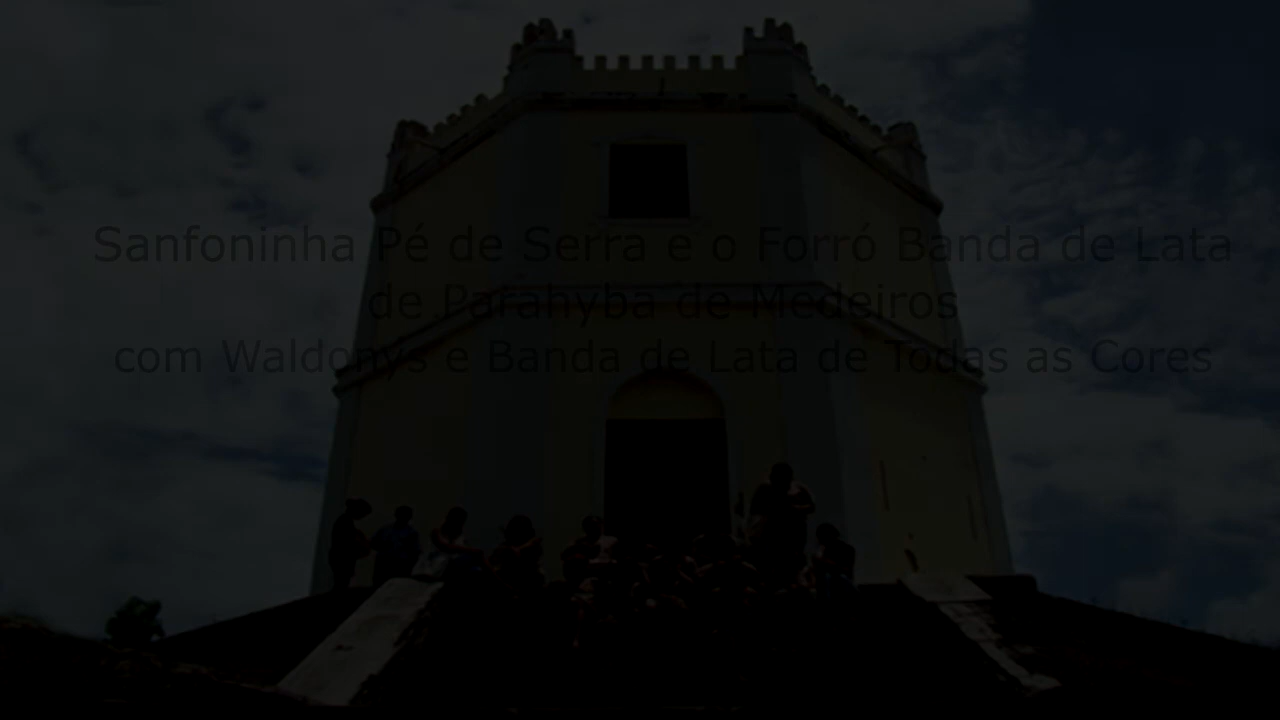 Sanfoninha Pé de Serra e o Forró Banda de Lata
de Parahyba de Medeiros
com Waldonys e Banda de Lata de Todas as Cores